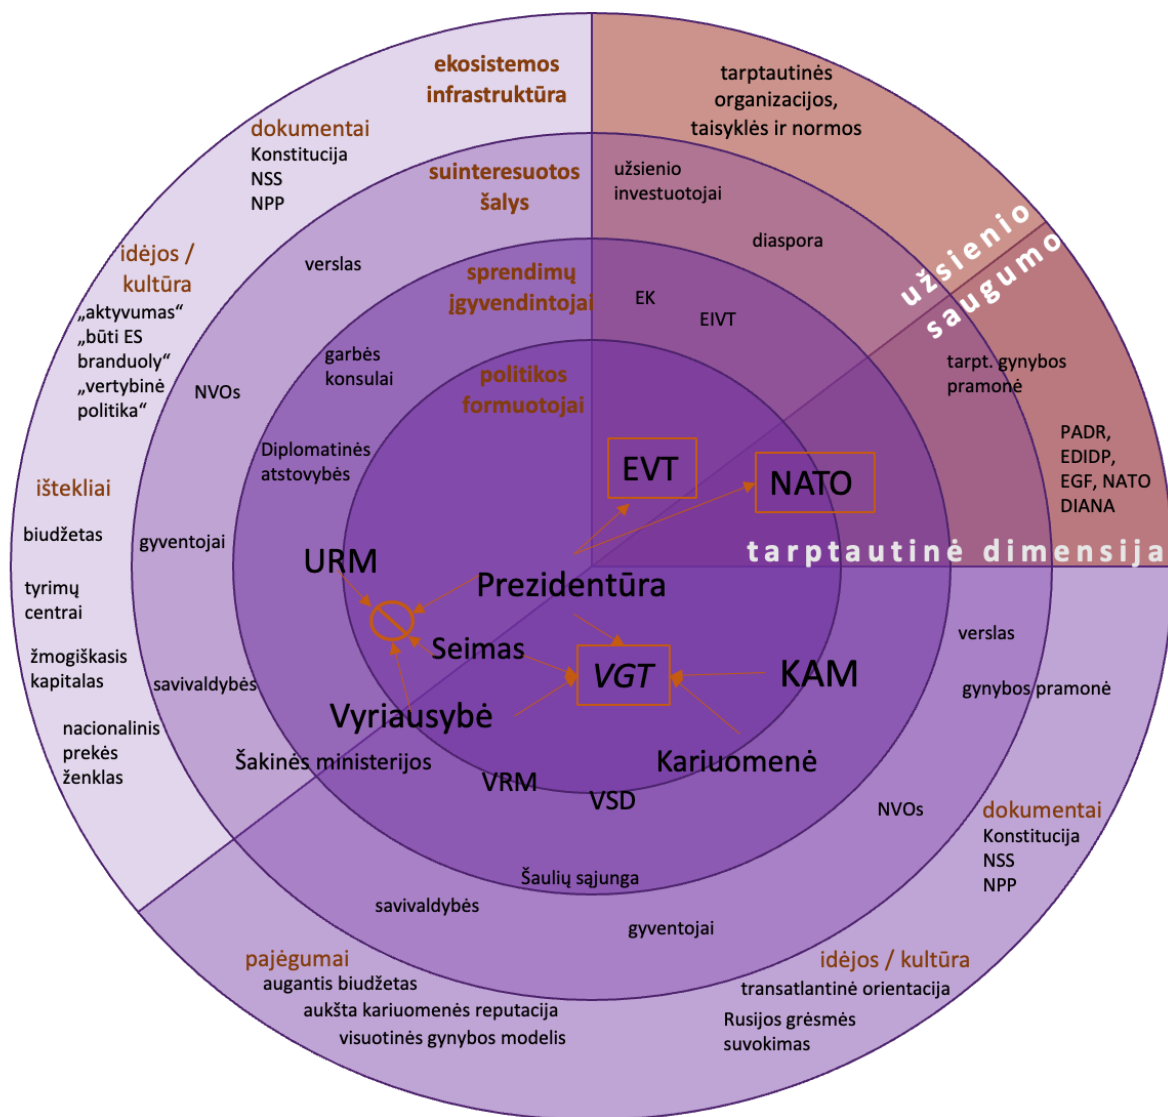 ekosistemos
infrastruktūra
tarptautinės
organizacijos,
taisyklės ir normos
dokumentai
Konstitucija
NSS
NPP
suinteresuotos
šalys
užsienio
investuotojai
diaspora
užsienio
saugumo
idėjos /
kultūra
„aktyvumas“
„būti ES
branduoly“
„vertybinė
politika“
verslas
sprendimų
įgyvendintojai
EK
EIVT
garbės
konsulai
NVOs
politikos
formuotojai
tarpt. gynybos
pramonė
Diplomatinės
atstovybės
EVT
NATO
PADR,
EDIDP,
EGF, NATO
DIANA
ištekliai
biudžetas
gyventojai
tarptautinė dimensija
URM
Prezidentūra
tyrimų
centrai
žmogiškasis
kapitalas
savivaldybės
Seimas
VGT
KAM
verslas
gynybos pramonė
nacionalinis
prekės
ženklas
Vyriausybė
Šakinės ministerijos
Kariuomenė
VRM
VSD
NVOs
dokumentai
Konstitucija
NSS
NPP
Šaulių sąjunga
savivaldybės
gyventojai
pajėgumai
augantis biudžetas
aukšta kariuomenės reputacija
visuotinės gynybos modelis
idėjos / kultūra
transatlantinė orientacija
Rusijos grėsmės
suvokimas